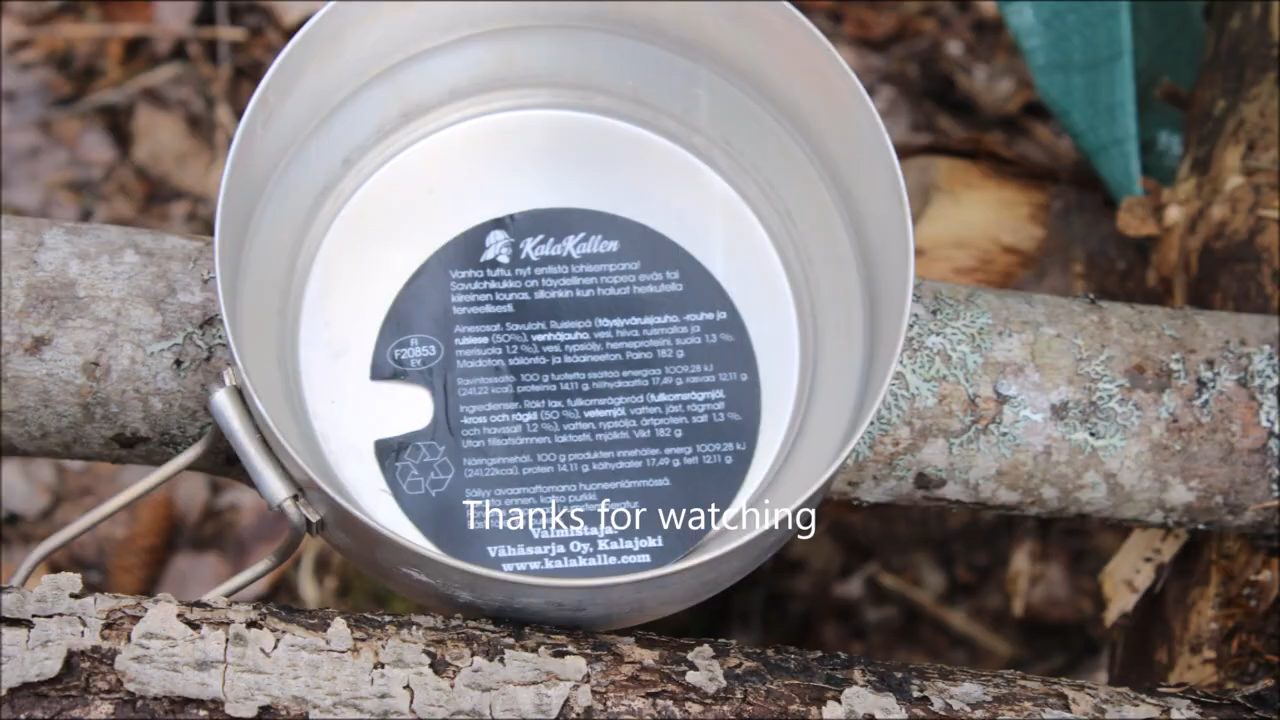 KalaKallen
Vanha tuttu, nyt entistä lohisempana!
Savulohikukko on täydellinen nopea eväs tai
kiireinen lounas, silloinkin kun haluat herkutella
terveellisesti.
Ainesosat: Savulohi, Ruisleipä (täysjyväruisjauho, -rouhe ja
ruislese (50%), vehnäjauho, vesi, hiiva, ruismallas ja
merisuola 1,2 %), vesi, rypsiöljy, herneproteiini, suola 1,3 %.
Maidoton, säilöntä- ja lisäaineeton. Paino 182 g.
FI
F20853
EY
Ravintosisältö: 100 g tuotetta sisältää energiaa 1009,28 kJ
(241,22 kcal), proteiinia 14,11 g, hiilihydraattia 17,49 g, rasvaa 12,11 g.
Ingredienser: Rökt lax, fullkornsrågbröd (fullkornsrågmjöl,
-kross och rågkli (50 %), vetemjöl, vatten, jäst, rågmalt
och havssalt 1,2 %), vatten, rypsolja, ärtprotein, salt 1,3 %.
Utan tillsatsämnen, laktosfri, mjölkfri. Vikt 182 g.
Näringsinnehåll: 100 g produkten innehåller: energi 1009,28 kJ
(241,22kcal), protein 14,11 g, kolhydrater 17,49 g, fett 12,11 g.
Säilyy avaamattomana huoneenlämmössä.
ennen, katso purkki.
Thanks for watching
Valmistaja:
Vähäsarja Oy, Kalajoki
www.kalakalle.com